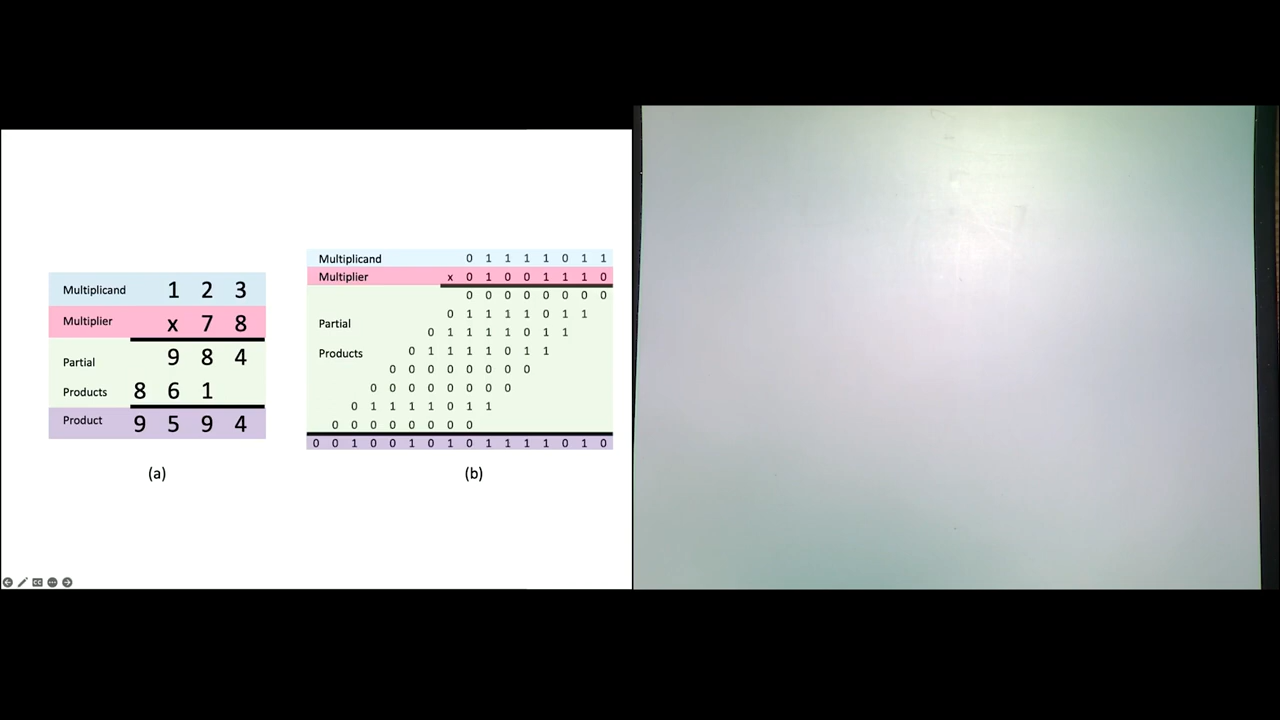 Multiplicand 1 2 3
Multiplier x 7 8
Partial 9 8 4
Products 8 6 1
Product 9 5 9 4
(a)
Multiplicand 0 1 1 1 1 0 1 1
Multiplier x 0 1 0 0 1 1 1 0
0 0 0 0 0 0 0 0
0 1 1 1 1 0 1 1
Partial
0 1 1 1 1 0 1 1
Products 0 1 1 1 1 0 1 1
0 0 0 0 0 0 0 0
0 0 0 0 0 0 0 0
0 1 1 1 1 0 1 1
0 0 0 0 0 0 0 0
0 0 1 0 0 1 0 1 0 1 1 1 1 0 1 0
(b)
CC